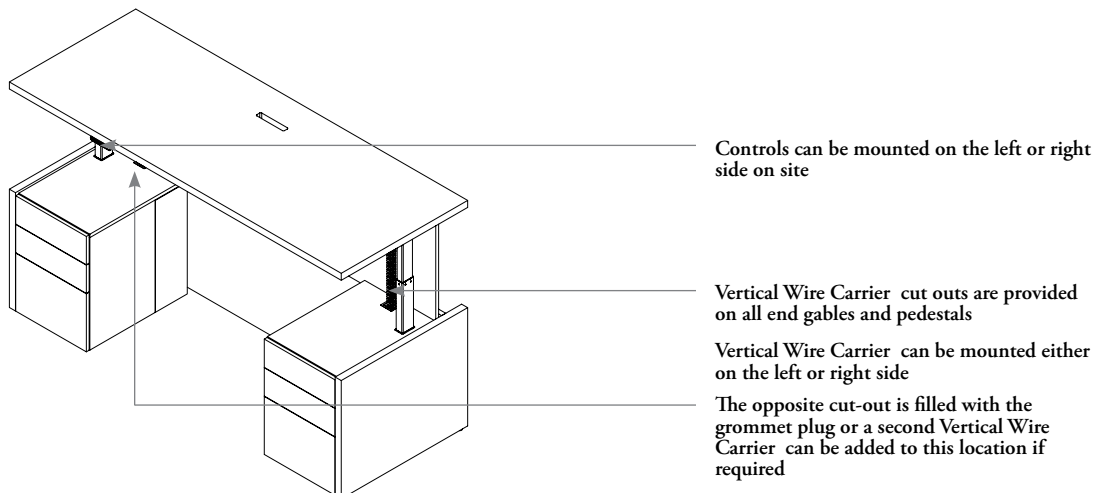 Controls can be mounted on the left or right
side on site
Vertical Wire Carrier  cut outs are provided
on all end gables and pedestals
Vertical Wire Carrier  can be mounted either
on the left or right side
The opposite cut-out is filled with the
grommet plug or a second Vertical Wire
Carrier  can be added to this location if
required